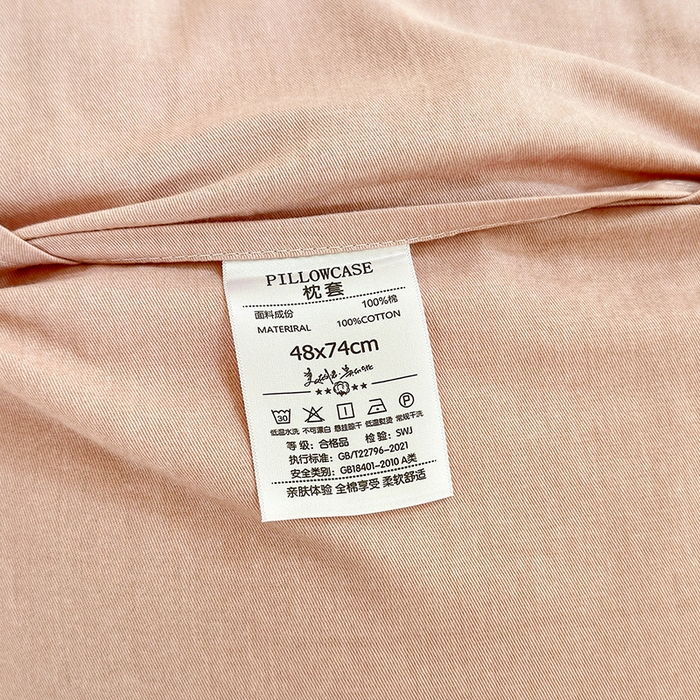 PILLOWCASE
枕套
面料成份 100%棉
MATERIRAL 100%COTTON
48x74cm
30 P
低温水洗 不可漂白 悬挂晾干 低温熨烫 常规干洗
等 级：合格品 检 验：SWJ
执行标准：GB/T22796-2021
安全类别：GB18401-2010 A类
亲肤体验 全棉享受 柔软舒适